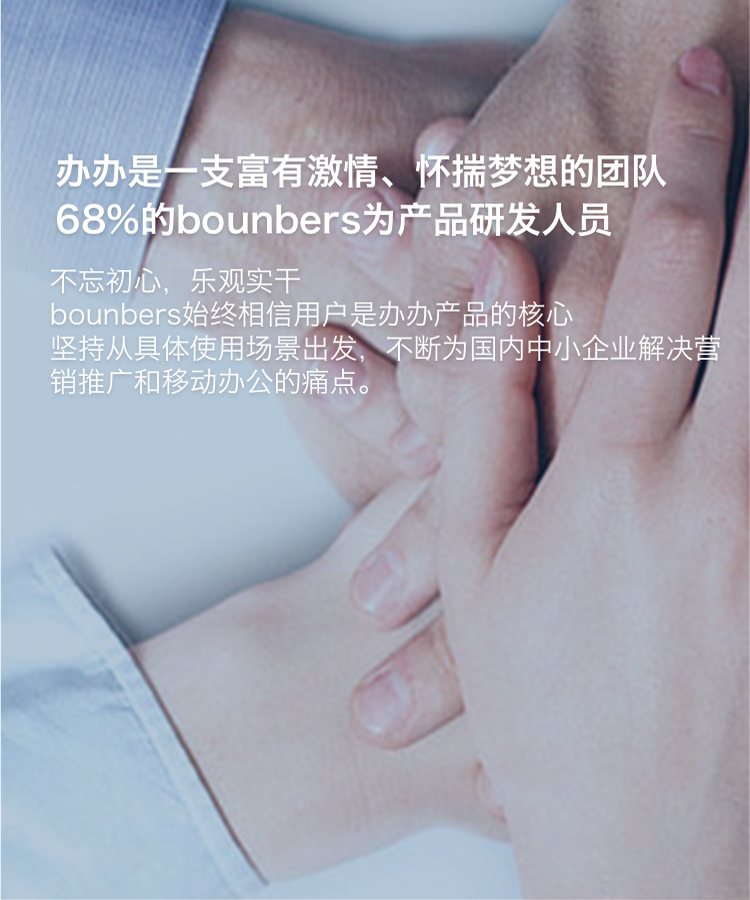 办办是一支富有激情、怀揣梦想的团队
68%的bounbers为产品研发人员
不忘初心，乐观实干
bounbers始终相信用户是办办产品的核心
坚持从具体使用场景出发，不断为国内中小企业解决营
销推广和移动办公的痛点。